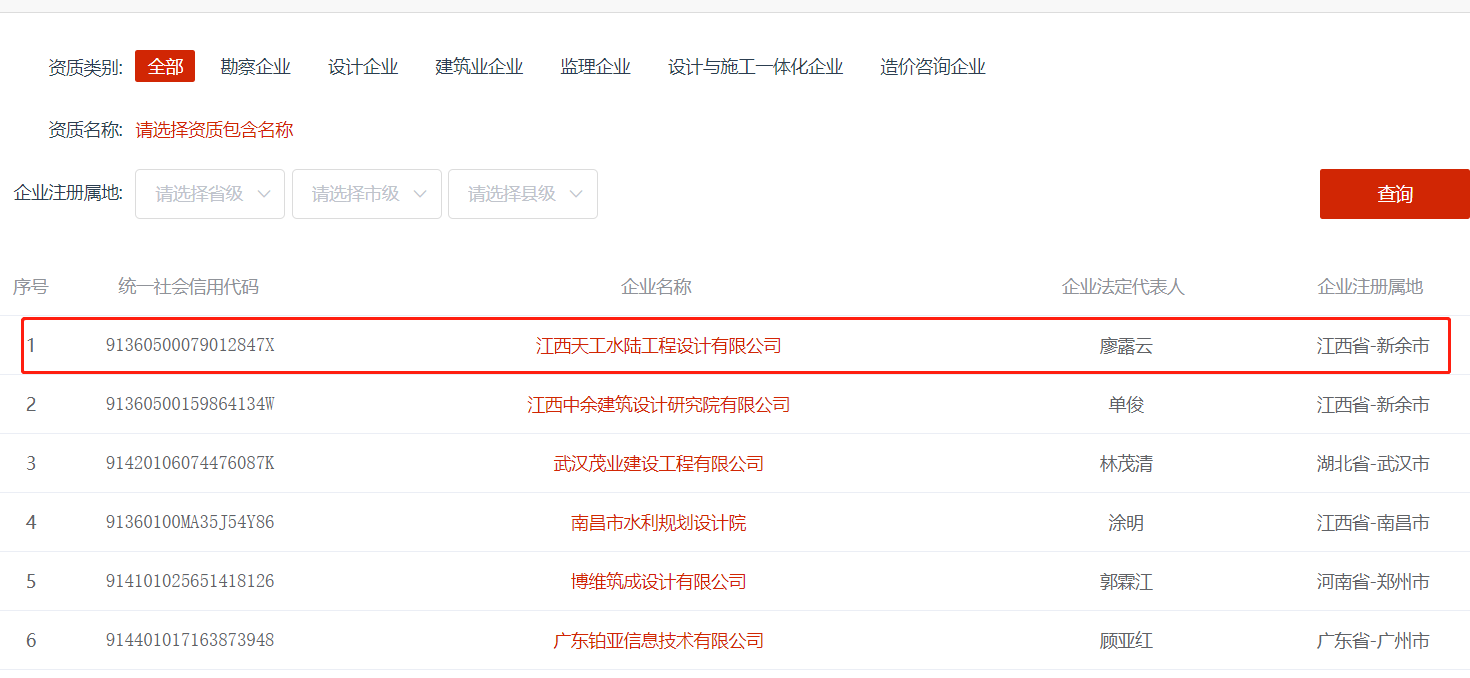 资质类别: 全部 勘察企业 设计企业 建筑业企业 监理企业 设计与施工一体化企业 造价咨询企业
资质名称: 请选择资质包含名称
企业注册属地: 请选择省级 请选择市级 请选择县级 查询
序号 统一社会信用代码 企业名称 企业法定代表人 企业注册属地
1 91360500079012847X 江西天工水陆工程设计有限公司 廖露云 江西省-新余市
2 91360500159864134W 江西中余建筑设计研究院有限公司 单俊 江西省-新余市
3 91420106074476087K 武汉茂业建设工程有限公司 林茂清 湖北省-武汉市
4 91360100MA35J54Y86 南昌市水利规划设计院 涂明 江西省-南昌市
5 914101025651418126 博维筑成设计有限公司 郭霖江 河南省-郑州市
6 914401017163873948 广东铂亚信息技术有限公司 顾亚红 广东省-广州市